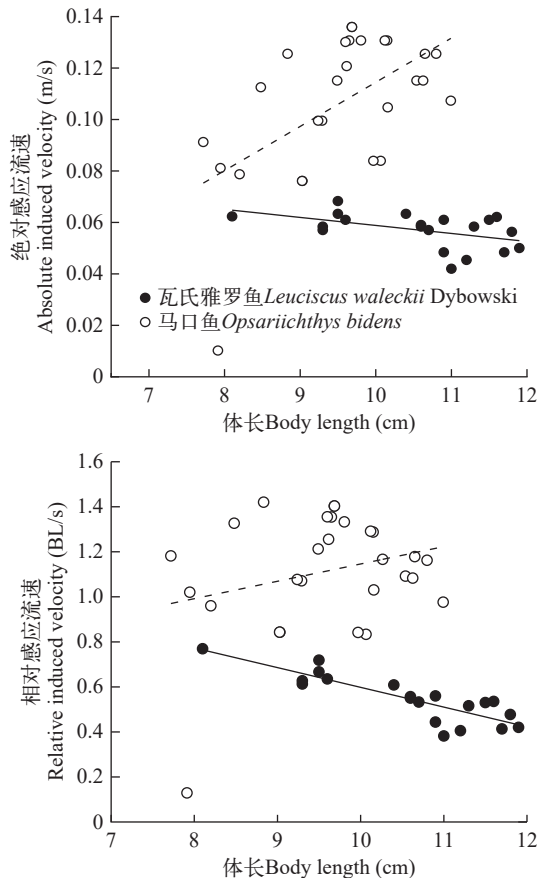 0.14
0.12
0.10
0.08
0.06
0.04
0.02
0
绝对感应流速
Absolute induced velocity (m/s)
瓦氏雅罗鱼Leuciscus waleckii Dybowski
马口鱼Opsariichthys bidens
7 8 9 10 11 12
体长Body length (cm)
1.6
1.4
1.2
1.0
0.8
0.6
0.4
0.2
0
相对感应流速
Relative induced velocity (BL/s)
7 8 9 10 11 12
体长Body length (cm)